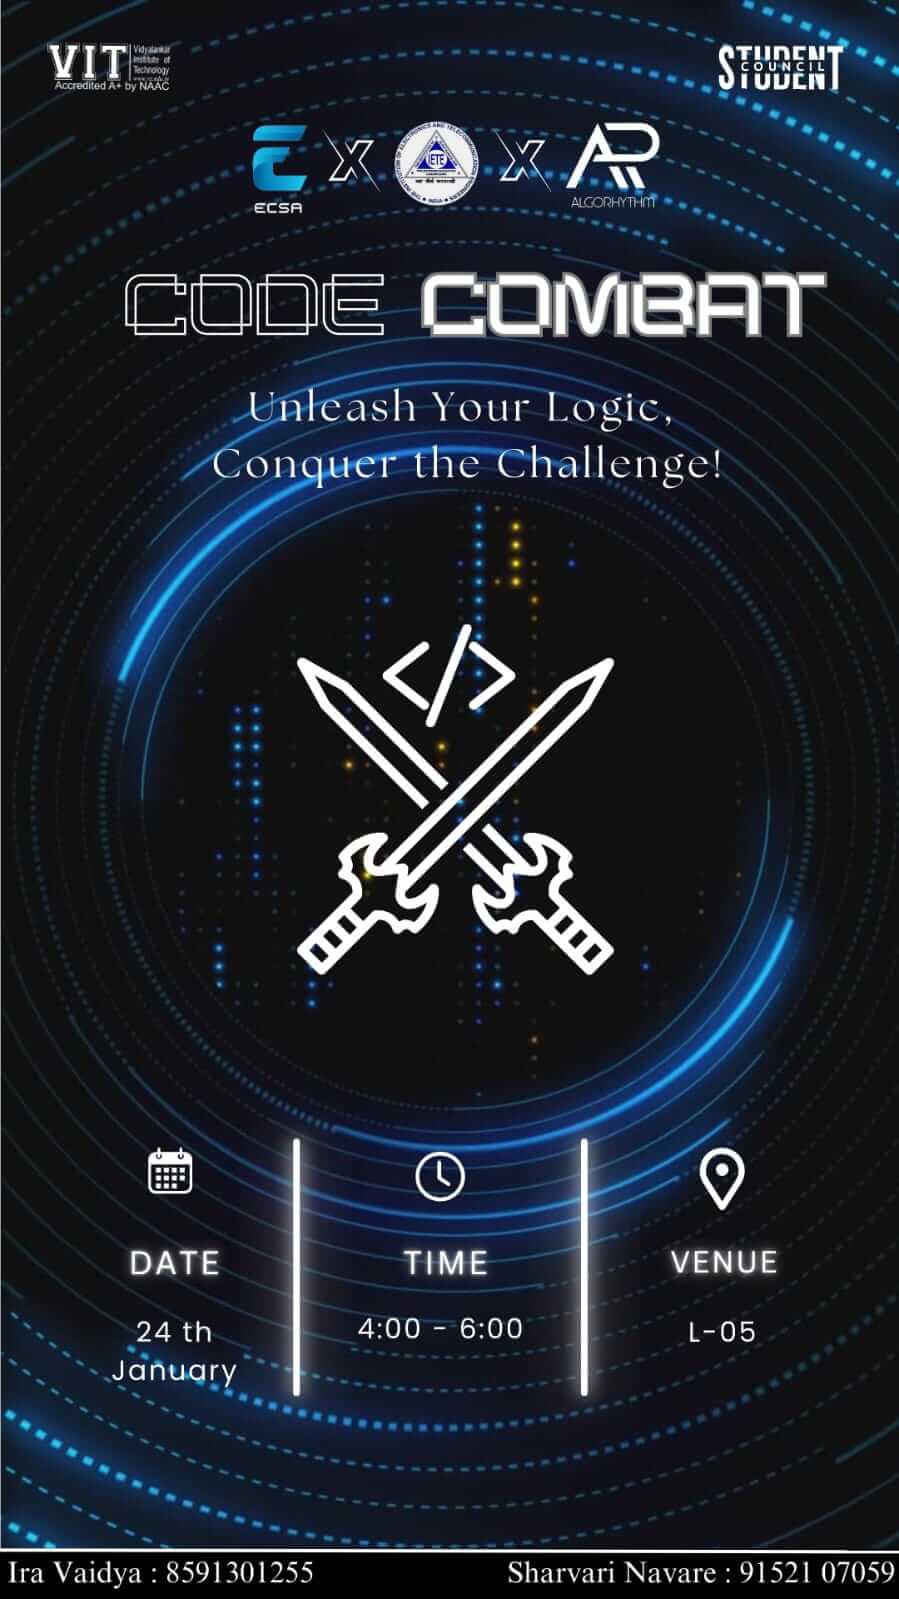 VIT
Vidyalankar
Institute of
Technology
Accredited A+ by NAAC
STUDENT
COUNCIL
ECSA
X
IETE
X
AR
ALGORHYTHM
CODE COMBAT
Unleash Your Logic,
Conquer the Challenge!
</>
DATE
24 th
January
TIME
4:00 - 6:00
VENUE
L-05
Ira Vaidya : 8591301255
Sharvari Navare : 91521 07059